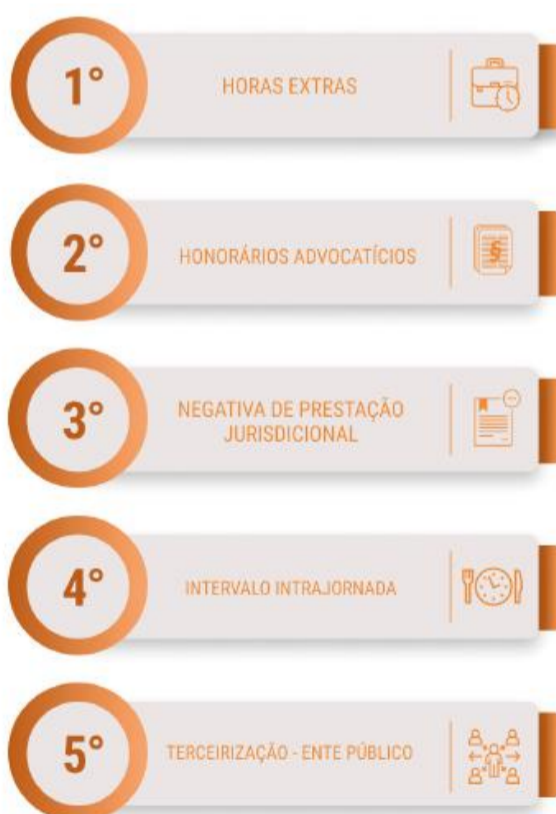 1°
HORAS EXTRAS
2°
HONORÁRIOS ADVOCATÍCIOS
§
3°
NEGATIVA DE PRESTAÇÃO
JURISDICIONAL
4°
INTERVALO INTRAJORNADA
5°
TERCEIRIZAÇÃO - ENTE PÚBLICO